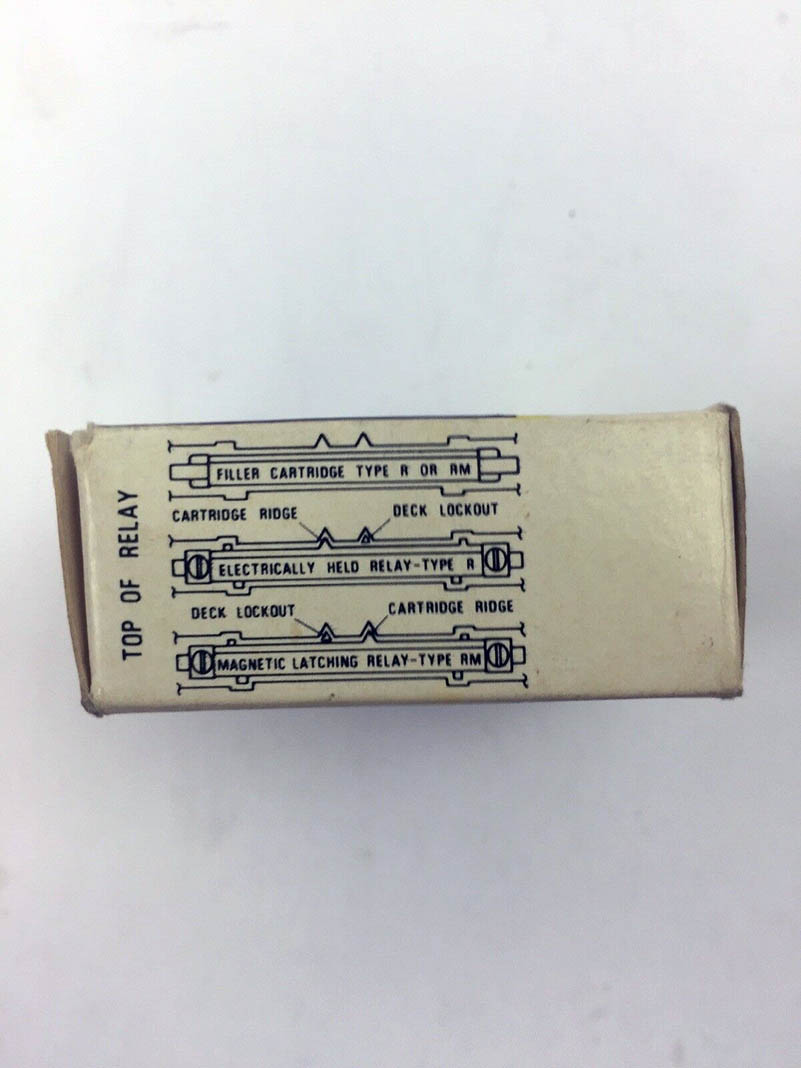 TOP OF RELAY
FILLER CARTRIDGE TYPE R OR RM
CARTRIDGE RIDGE DECK LOCKOUT
ELECTRICALLY HELD RELAY-TYPE R
DECK LOCKOUT CARTRIDGE RIDGE
MAGNETIC LATCHING RELAY-TYPE RM